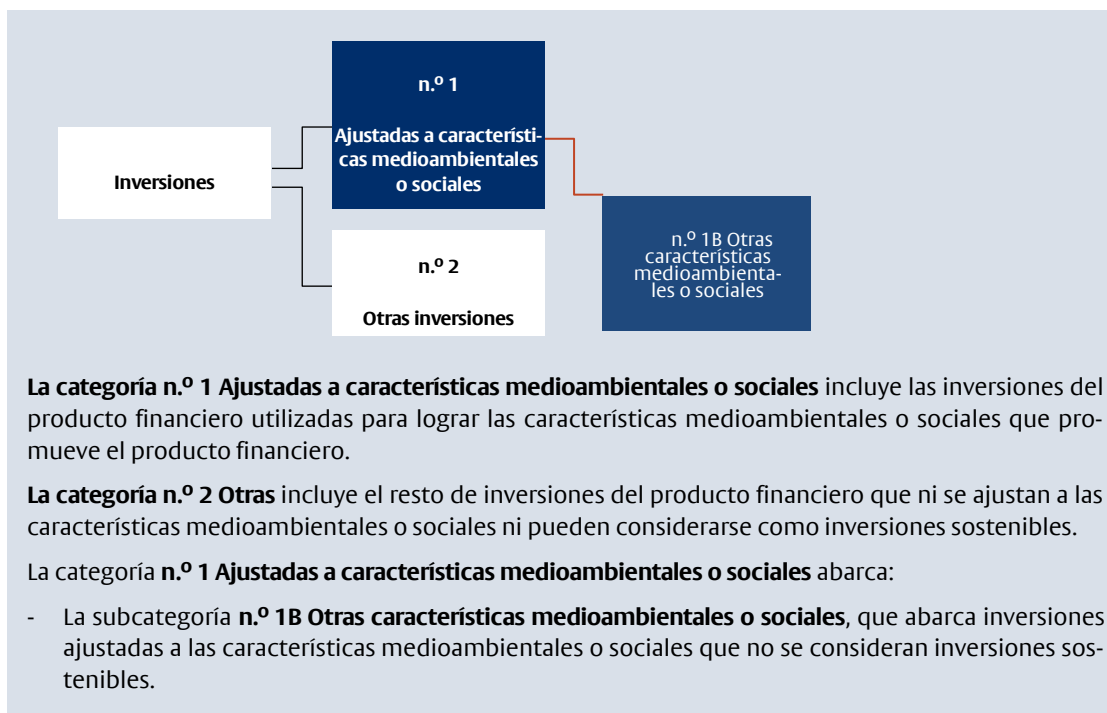 n.º 1
Ajustadas a característi-
cas medioambientales
o sociales
Inversiones
n.º 1B Otras
características
medioambienta-
les o sociales
n.º 2
Otras inversiones
La categoría n.º 1 Ajustadas a características medioambientales o sociales incluye las inversiones del
producto financiero utilizadas para lograr las características medioambientales o sociales que pro-
mueve el producto financiero.
La categoría n.º 2 Otras incluye el resto de inversiones del producto financiero que ni se ajustan a las
características medioambientales o sociales ni pueden considerarse como inversiones sostenibles.
La categoría n.º 1 Ajustadas a características medioambientales o sociales abarca:
- La subcategoría n.º 1B Otras características medioambientales o sociales, que abarca inversiones
ajustadas a las características medioambientales o sociales que no se consideran inversiones sos-
tenibles.